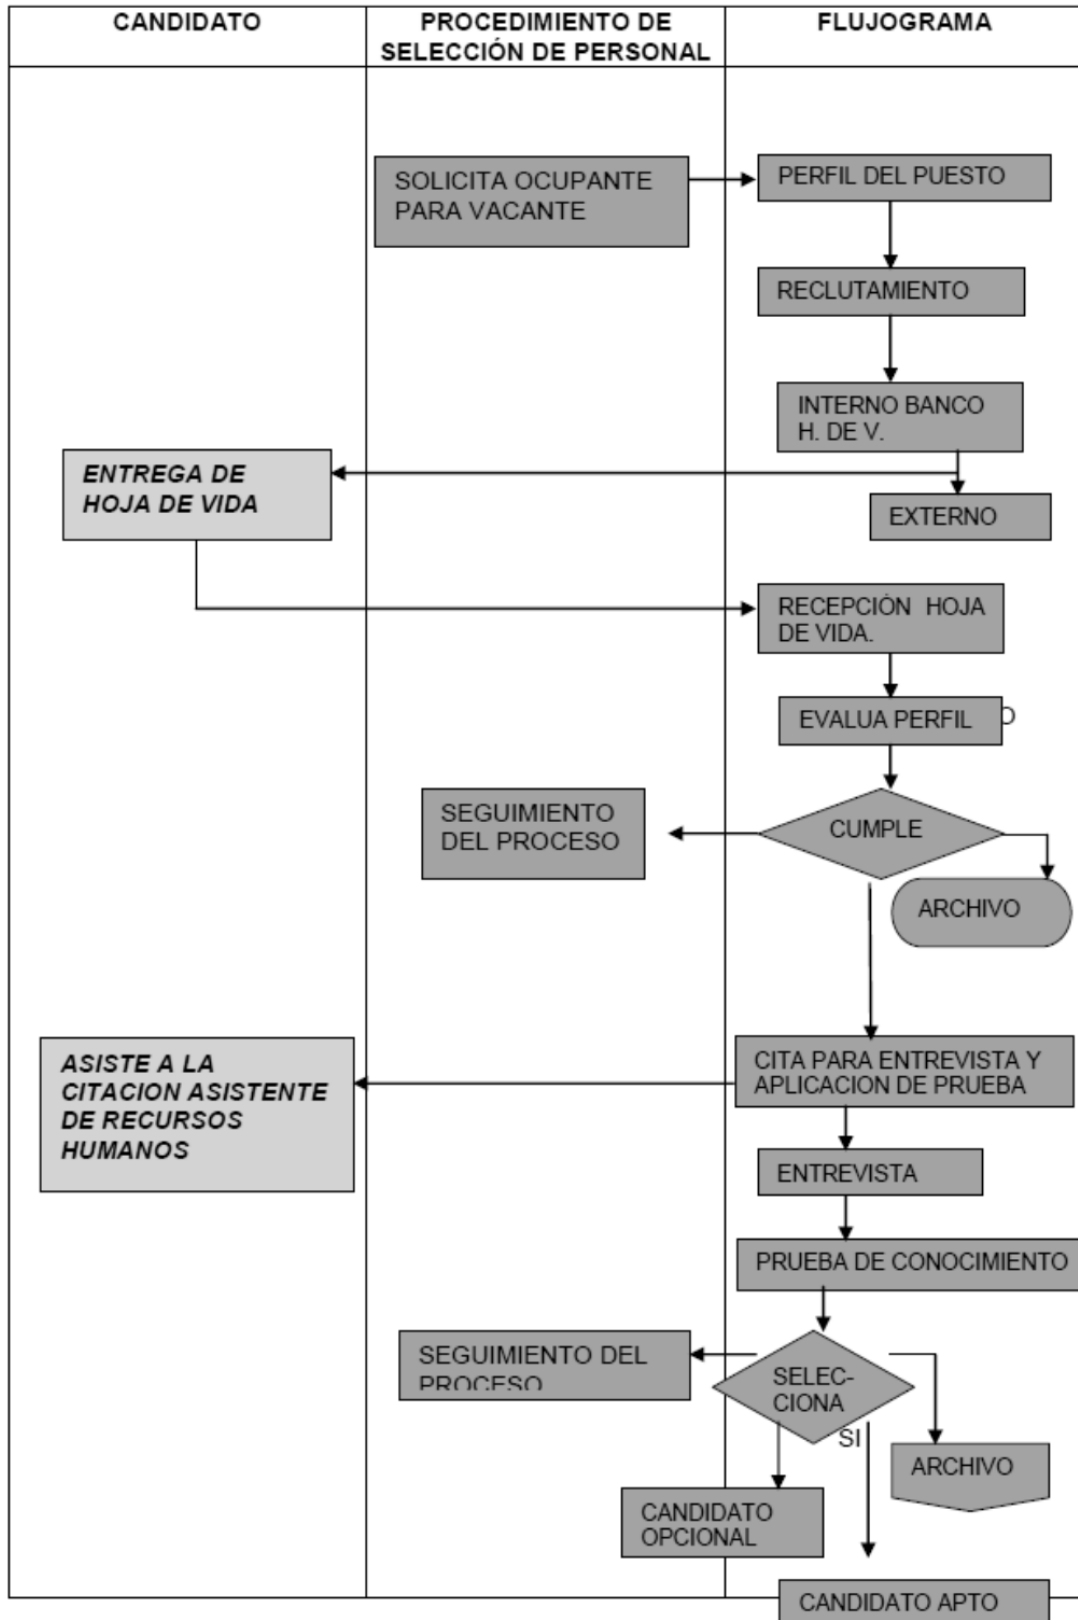 CANDIDATO
PROCEDIMIENTO DE
SELECCIÓN DE PERSONAL
FLUJOGRAMA
SOLICITA OCUPANTE
PARA VACANTE
PERFIL DEL PUESTO
RECLUTAMIENTO
INTERNO BANCO
H. DE V.
ENTREGA DE
HOJA DE VIDA
EXTERNO
RECEPCIÓN HOJA
DE VIDA.
EVALUA PERFIL O
SEGUIMIENTO
DEL PROCESO
CUMPLE
ARCHIVO
ASISTE A LA
CITACION ASISTENTE
DE RECURSOS
HUMANOS
CITA PARA ENTREVISTA Y
APLICACION DE PRUEBA
ENTREVISTA
PRUEBA DE CONOCIMIENTO
SEGUIMIENTO DEL
PROCESO
SELEC-
CIONA
SI
ARCHIVO
CANDIDATO
OPCIONAL
CANDIDATO APTO